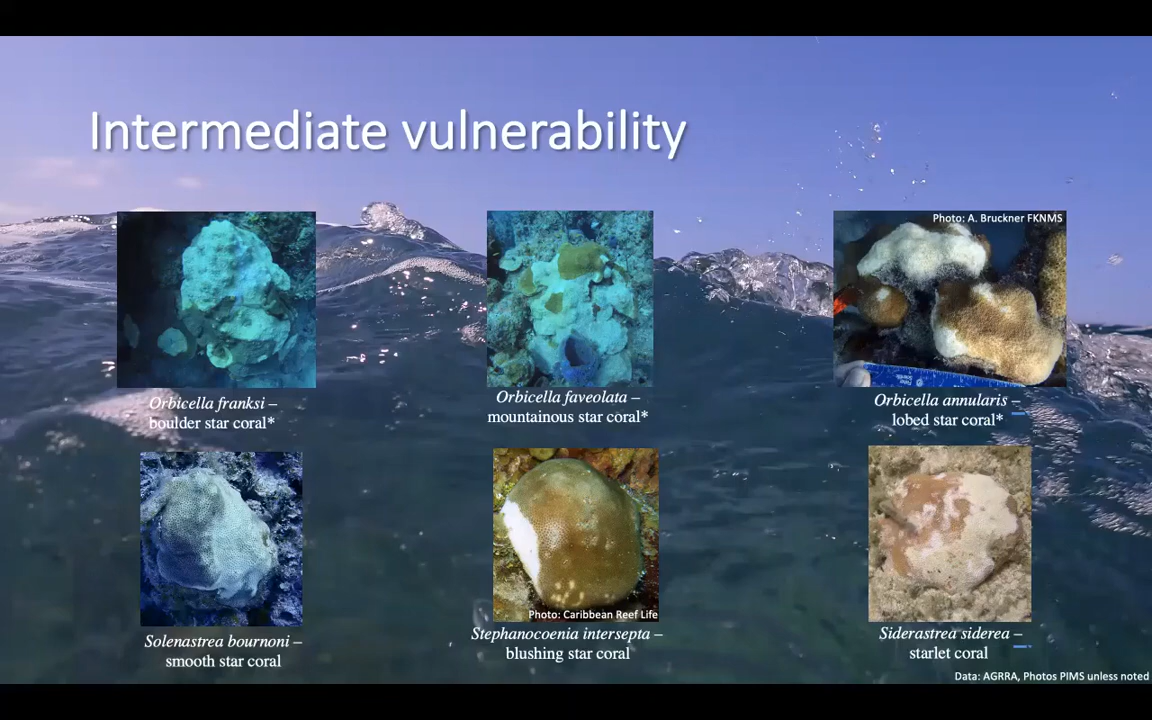 Intermediate vulnerability
Photo: A. Bruckner FKNMS
Orbicella franksi –
boulder star coral*
Orbicella faveolata –
mountainous star coral*
Orbicella annularis –
lobed star coral*
Photo: Caribbean Reef Life
Solenastrea bournoni –
smooth star coral
Stephanocoenia intersepta –
blushing star coral
Siderastrea siderea –
starlet coral
Data: AGRRA, Photos PIMS unless noted